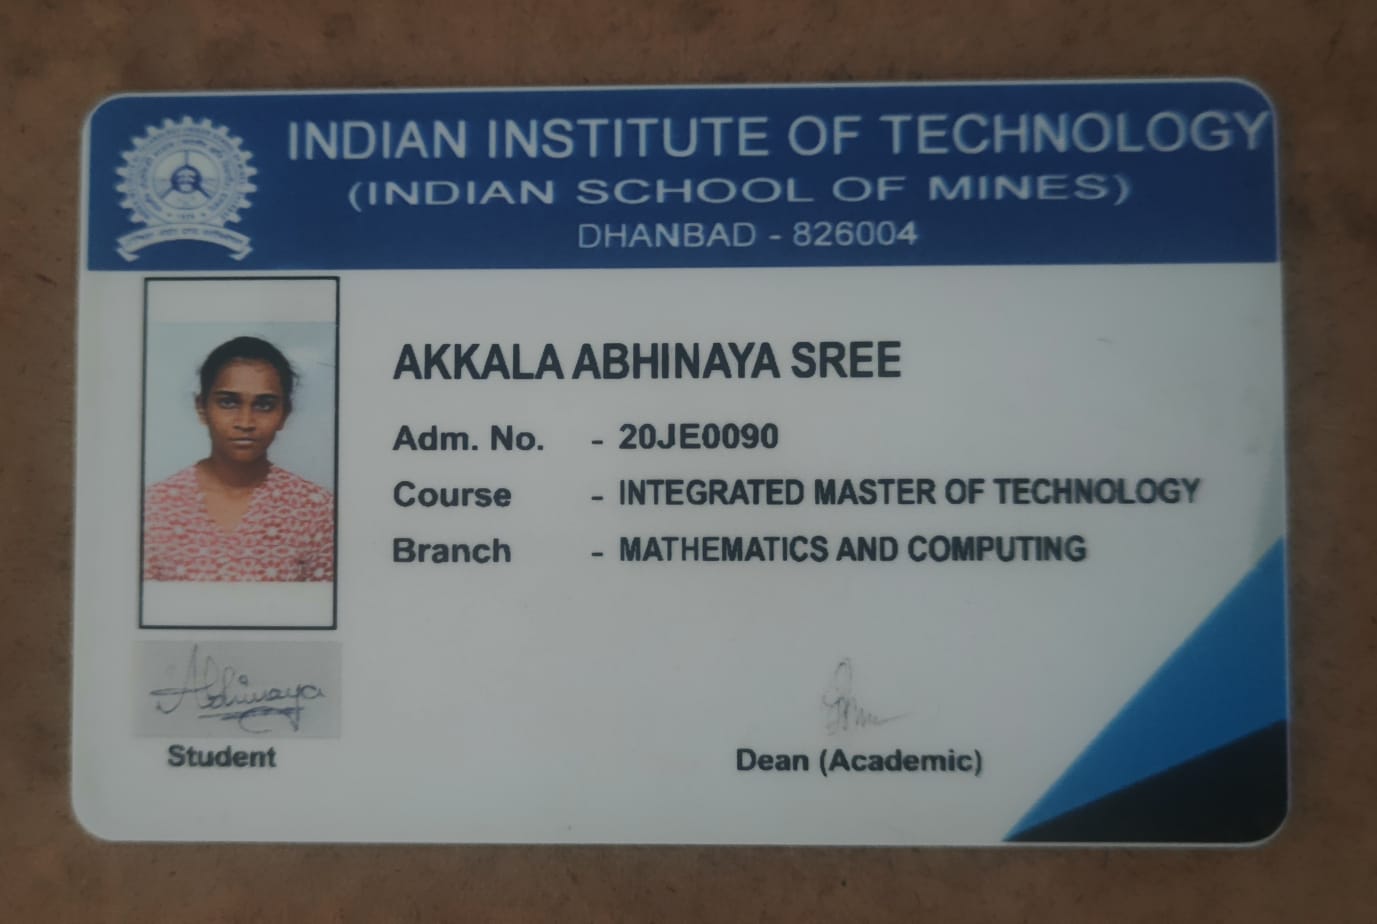 INDIAN INSTITUTE OF TECHNOLOGY
(INDIAN SCHOOL OF MINES)
DHANBAD - 826004
AKKALA ABHINAYA SREE
Adm. No. - 20JE0090
Course - INTEGRATED MASTER OF TECHNOLOGY
Branch - MATHEMATICS AND COMPUTING
Abhinaya
Student
Dean (Academic)